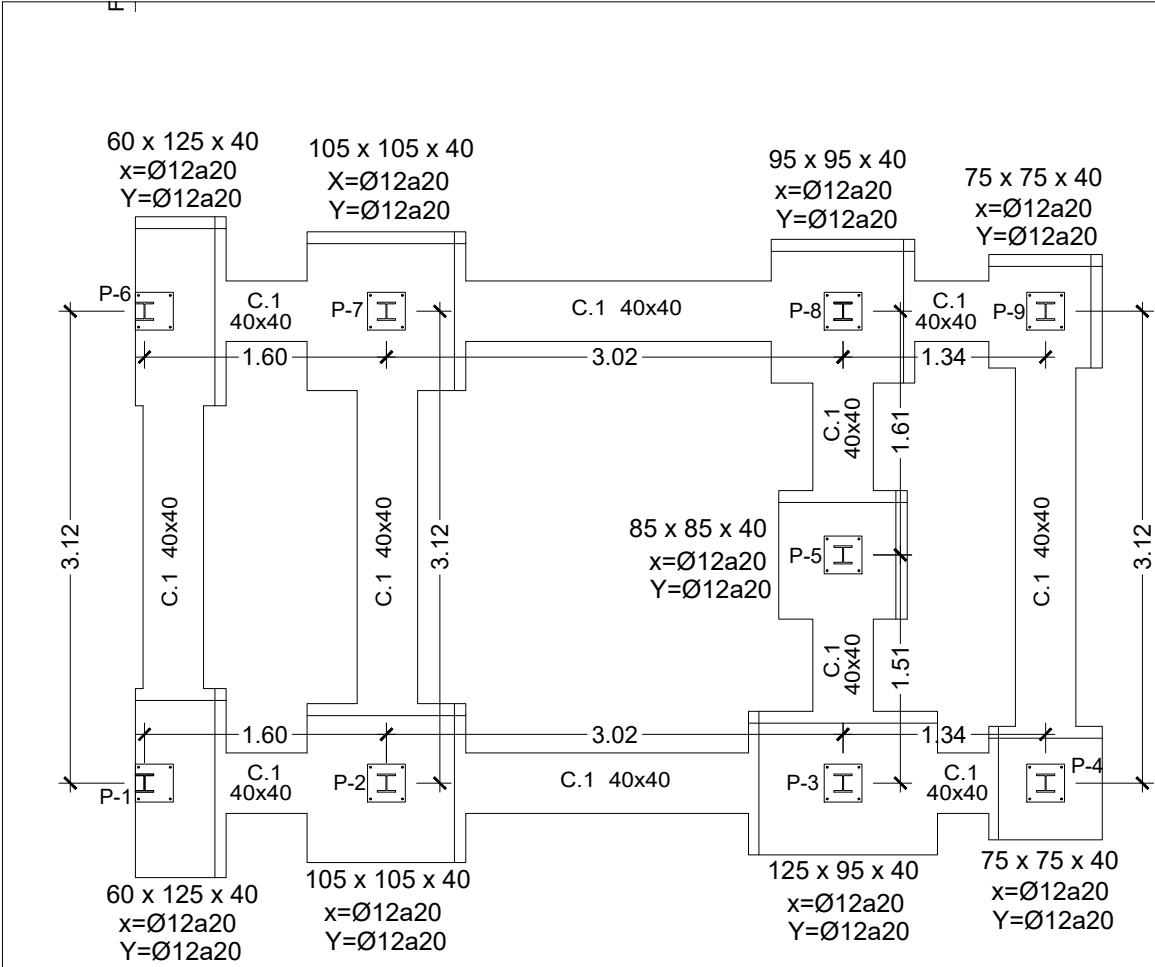 F
60 x 125 x 40
x=Ø12a20
Y=Ø12a20
105 x 105 x 40
X=Ø12a20
Y=Ø12a20
95 x 95 x 40
x=Ø12a20
Y=Ø12a20
75 x 75 x 40
x=Ø12a20
Y=Ø12a20
P-6
C.1
40x40
P-7
C.1 40x40
P-8
C.1
40x40
P-9
1.60
3.02
1.34
C.1
40x40
1.61
3.12
C.1 40x40
C.1 40x40
3.12
85 x 85 x 40
x=Ø12a20
Y=Ø12a20
P-5
C.1 40x40
3.12
C.1
40x40
1.51
1.60
3.02
1.34
P-1
C.1
40x40
P-2
C.1 40x40
P-3
C.1
40x40
P-4
60 x 125 x 40
x=Ø12a20
Y=Ø12a20
105 x 105 x 40
x=Ø12a20
Y=Ø12a20
125 x 95 x 40
x=Ø12a20
Y=Ø12a20
75 x 75 x 40
x=Ø12a20
Y=Ø12a20